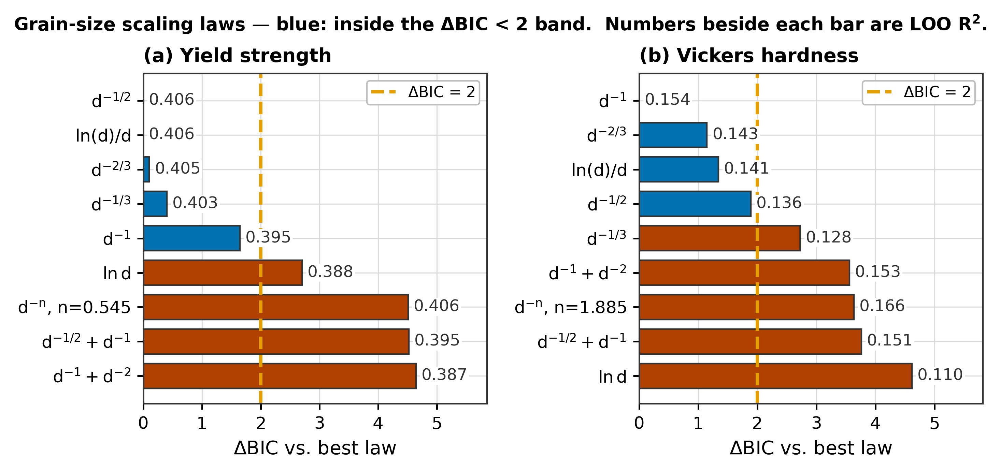 Grain-size scaling laws — blue: inside the ΔBIC < 2 band.  Numbers beside each bar are LOO R².
(a) Yield strength
ΔBIC = 2
d⁻¹ᐟ² 0.406
ln(d)/d 0.406
d⁻²ᐟ³ 0.405
d⁻¹ᐟ³ 0.403
d⁻¹ 0.395
ln d 0.388
d⁻ⁿ, n=0.545 0.406
d⁻¹ᐟ² + d⁻¹ 0.395
d⁻¹ + d⁻² 0.387
0 1 2 3 4 5
ΔBIC vs. best law
(b) Vickers hardness
ΔBIC = 2
d⁻¹ 0.154
d⁻²ᐟ³ 0.143
ln(d)/d 0.141
d⁻¹ᐟ² 0.136
d⁻¹ᐟ³ 0.128
d⁻¹ + d⁻² 0.153
d⁻ⁿ, n=1.885 0.166
d⁻¹ᐟ² + d⁻¹ 0.151
ln d 0.110
0 1 2 3 4 5
ΔBIC vs. best law